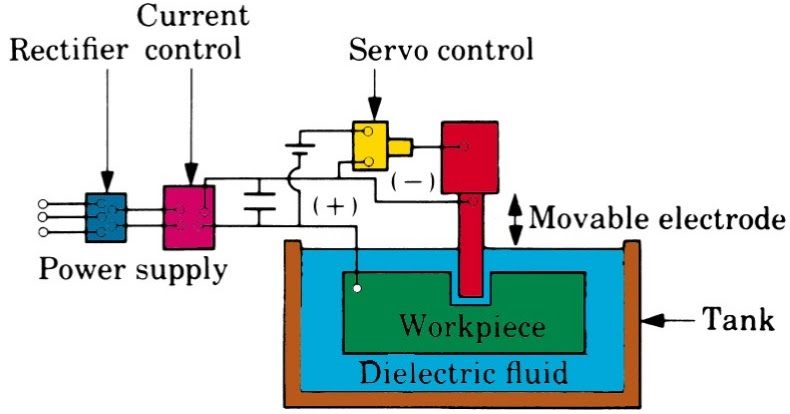 Current
Rectifier control
Servo control
(−)
(+)
Movable electrode
Power supply
Tank
Workpiece
Dielectric fluid